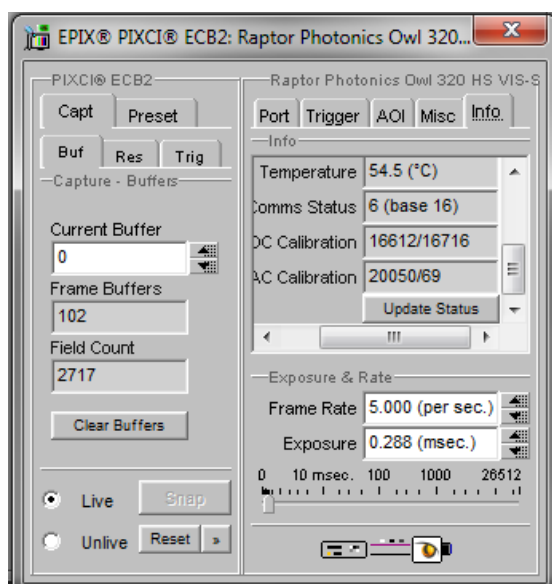 EPIX® PIXCI® ECB2: Raptor Photonics Owl 320...
PIXCI® ECB2
Capt Preset
Buf Res Trig
Capture - Buffers
Current Buffer
0
Frame Buffers
102
Field Count
2717
Clear Buffers
Live Snap
Unlive Reset »
Raptor Photonics Owl 320 HS VIS-S
Port Trigger AOI Misc Info
Info
Temperature 54.5 (°C)
Comms Status 6 (base 16)
DC Calibration 16612/16716
AC Calibration 20050/69
Update Status
Exposure & Rate
Frame Rate 5.000 (per sec.)
Exposure 0.288 (msec.)
0 10 msec. 100 1000 26512